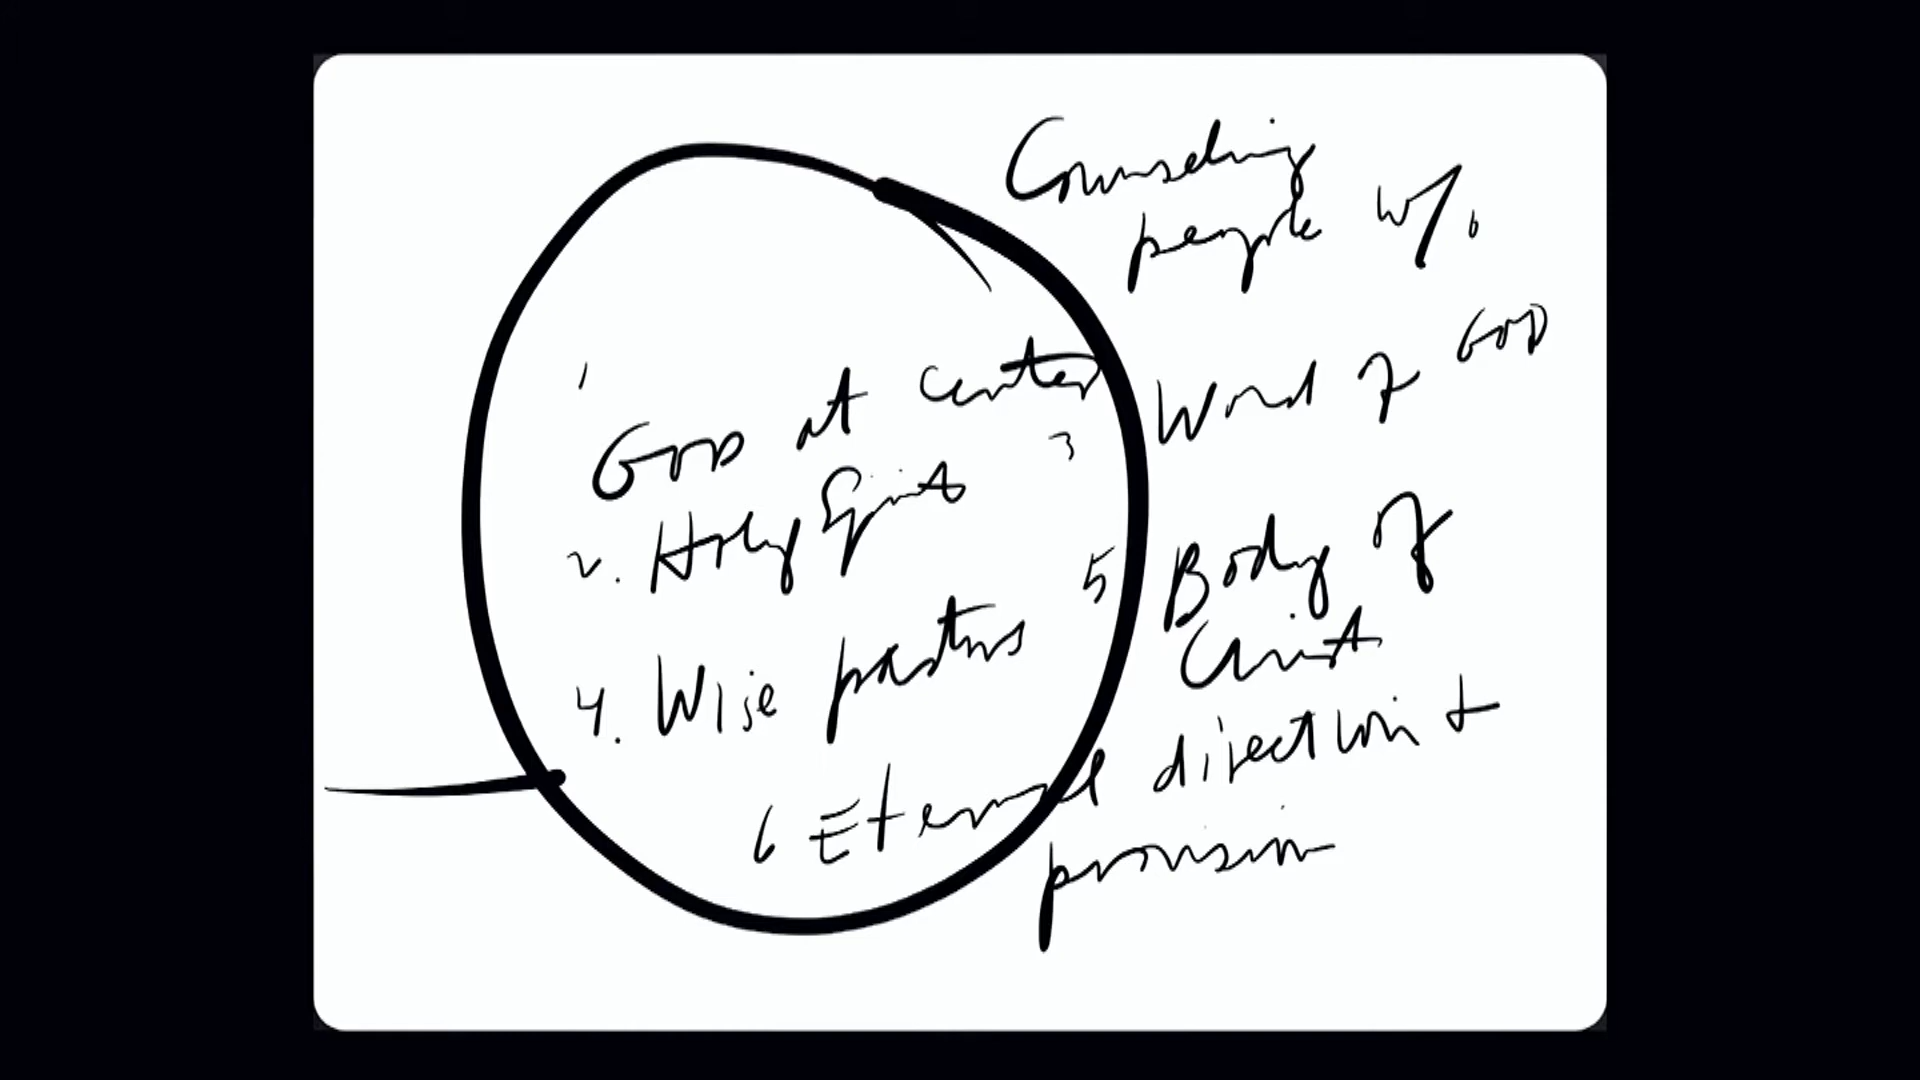 Counseling
people w/6
1 GOD at center
3 Word of GOD
2. Holy Spirit
5 Body of
Christ
4. Wise pastors
6 Eternal direction +
provision